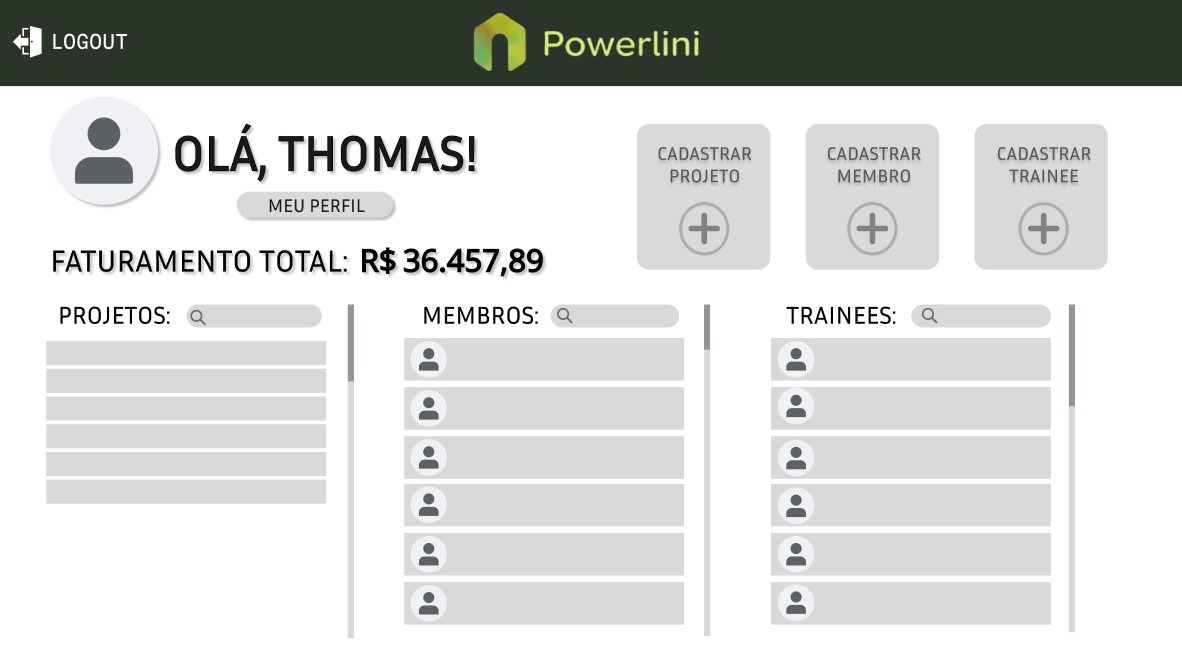 LOGOUT
Powerlini
OLÁ, THOMAS!
MEU PERFIL
FATURAMENTO TOTAL: R$ 36.457,89
CADASTRAR
PROJETO
CADASTRAR
MEMBRO
CADASTRAR
TRAINEE
PROJETOS:
MEMBROS:
TRAINEES: